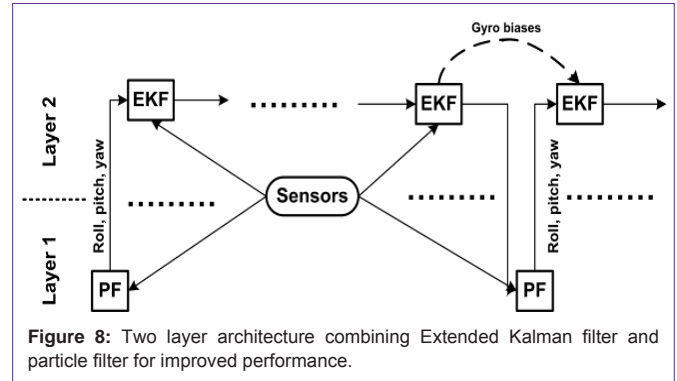 Gyro biases
EKF
EKF
EKF
Layer 2
Roll, pitch, yaw
Sensors
Roll, pitch, yaw
Layer 1
PF
PF
Figure 8: Two layer architecture combining Extended Kalman filter and
particle filter for improved performance.